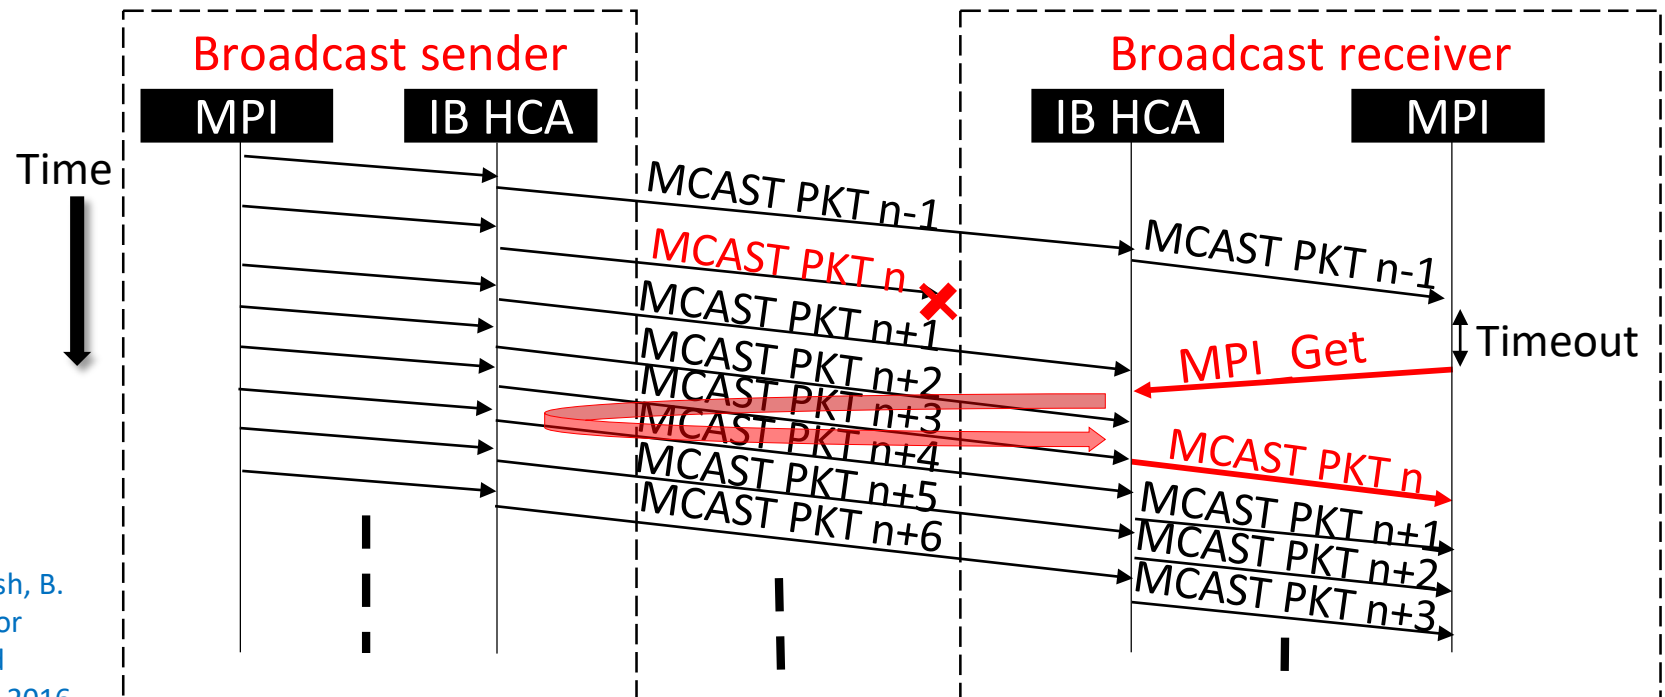 Broadcast sender
Broadcast receiver
MPI
IB HCA
IB HCA
MPI
Time
MCAST PKT n-1
MCAST PKT n
MCAST PKT n+1
MCAST PKT n+2
MCAST PKT n+3
MCAST PKT n+4
MCAST PKT n+5
MCAST PKT n+6
MCAST PKT n-1
Timeout
MPI_Get
MCAST PKT n
MCAST PKT n+1
MCAST PKT n+2
MCAST PKT n+3
sh, B.
or
2016